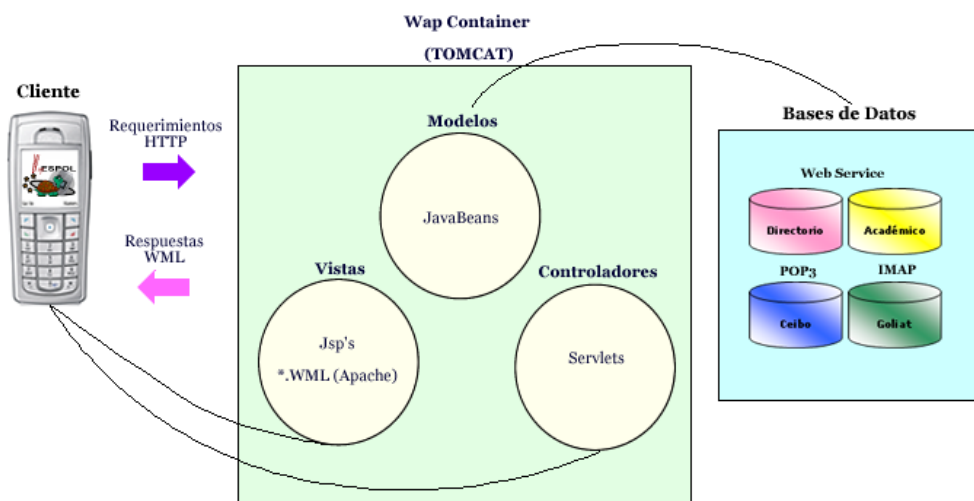 Wap Container
(TOMCAT)
Cliente
Requerimientos
HTTP
Respuestas
WML
ESPOL
Modelos
JavaBeans
Vistas
Jsp's
*.WML (Apache)
Controladores
Servlets
Bases de Datos
Web Service
Directorio
Académico
POP3
IMAP
Ceibo
Goliat